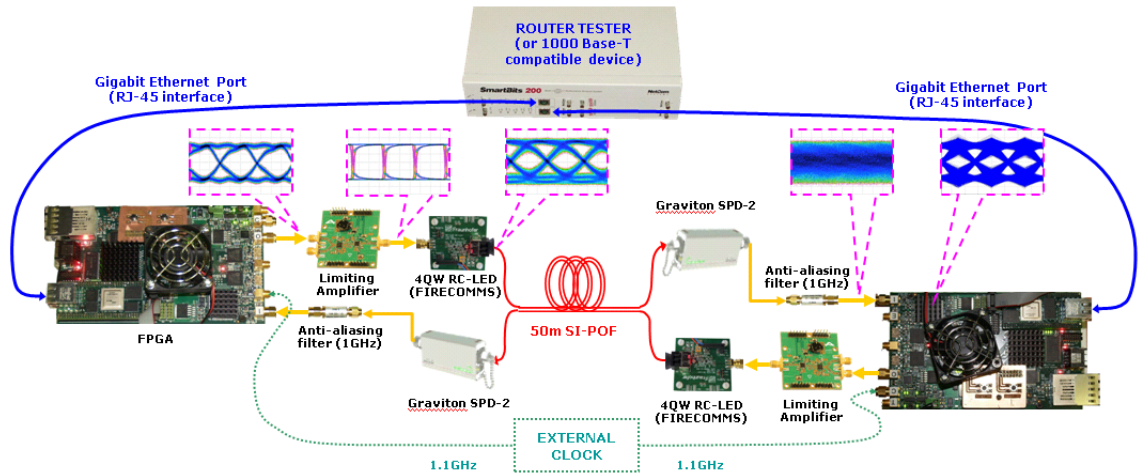 ROUTER TESTER
(or 1000 Base-T
compatible device)
SmartBits 200
NetCom
Gigabit Ethernet Port
(RJ-45 interface)
Gigabit Ethernet Port
(RJ-45 interface)
Graviton SPD-2
Limiting
Amplifier
4QW RC-LED
(FIRECOMMS)
Anti-aliasing
filter (1GHz)
FPGA
Anti-aliasing
filter (1GHz)
50m SI-POF
Graviton SPD-2
4QW RC-LED
(FIRECOMMS)
Limiting
Amplifier
EXTERNAL
CLOCK
1.1GHz
1.1GHz